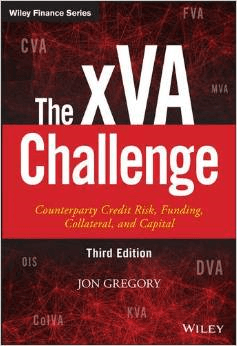 Wiley Finance Series
CVA
FVA
MVA
The xVA
Challenge
Counterparty Credit Risk, Funding,
Collateral, and Capital
Third Edition
OIS
JON GREGORY
DVA
KVA
ColVA
WILEY